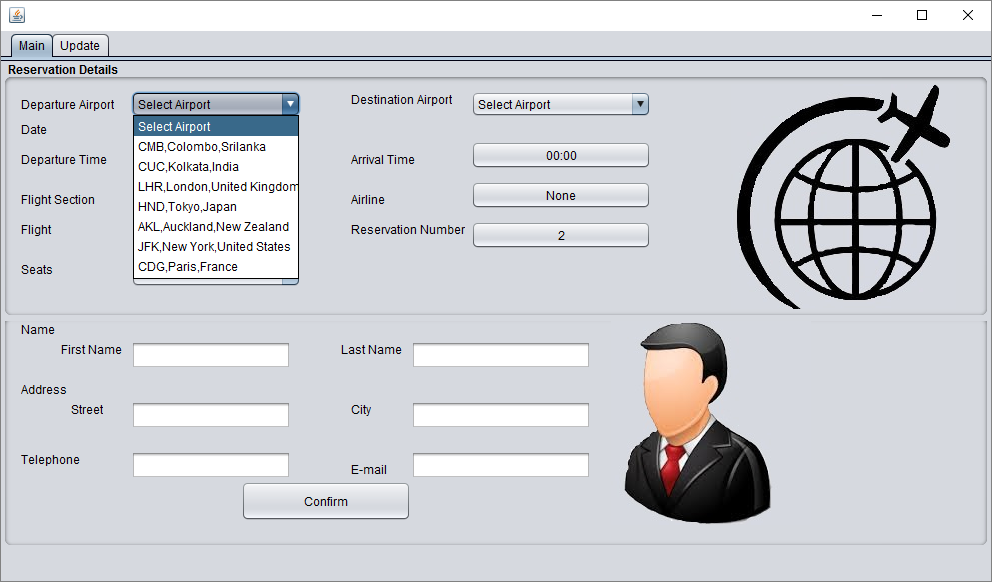 Main Update
Reservation Details
Departure Airport Select Airport Destination Airport Select Airport
Select Airport
Date
CMB,Colombo,Srilanka
Departure Time Arrival Time 00:00
CUC,Kolkata,India
LHR,London,United Kingdom
Flight Section Airline None
HND,Tokyo,Japan
Flight AKL,Auckland,New Zealand Reservation Number 2
JFK,New York,United States
Seats CDG,Paris,France
Name
First Name Last Name
Address
Street City
Telephone E-mail
Confirm